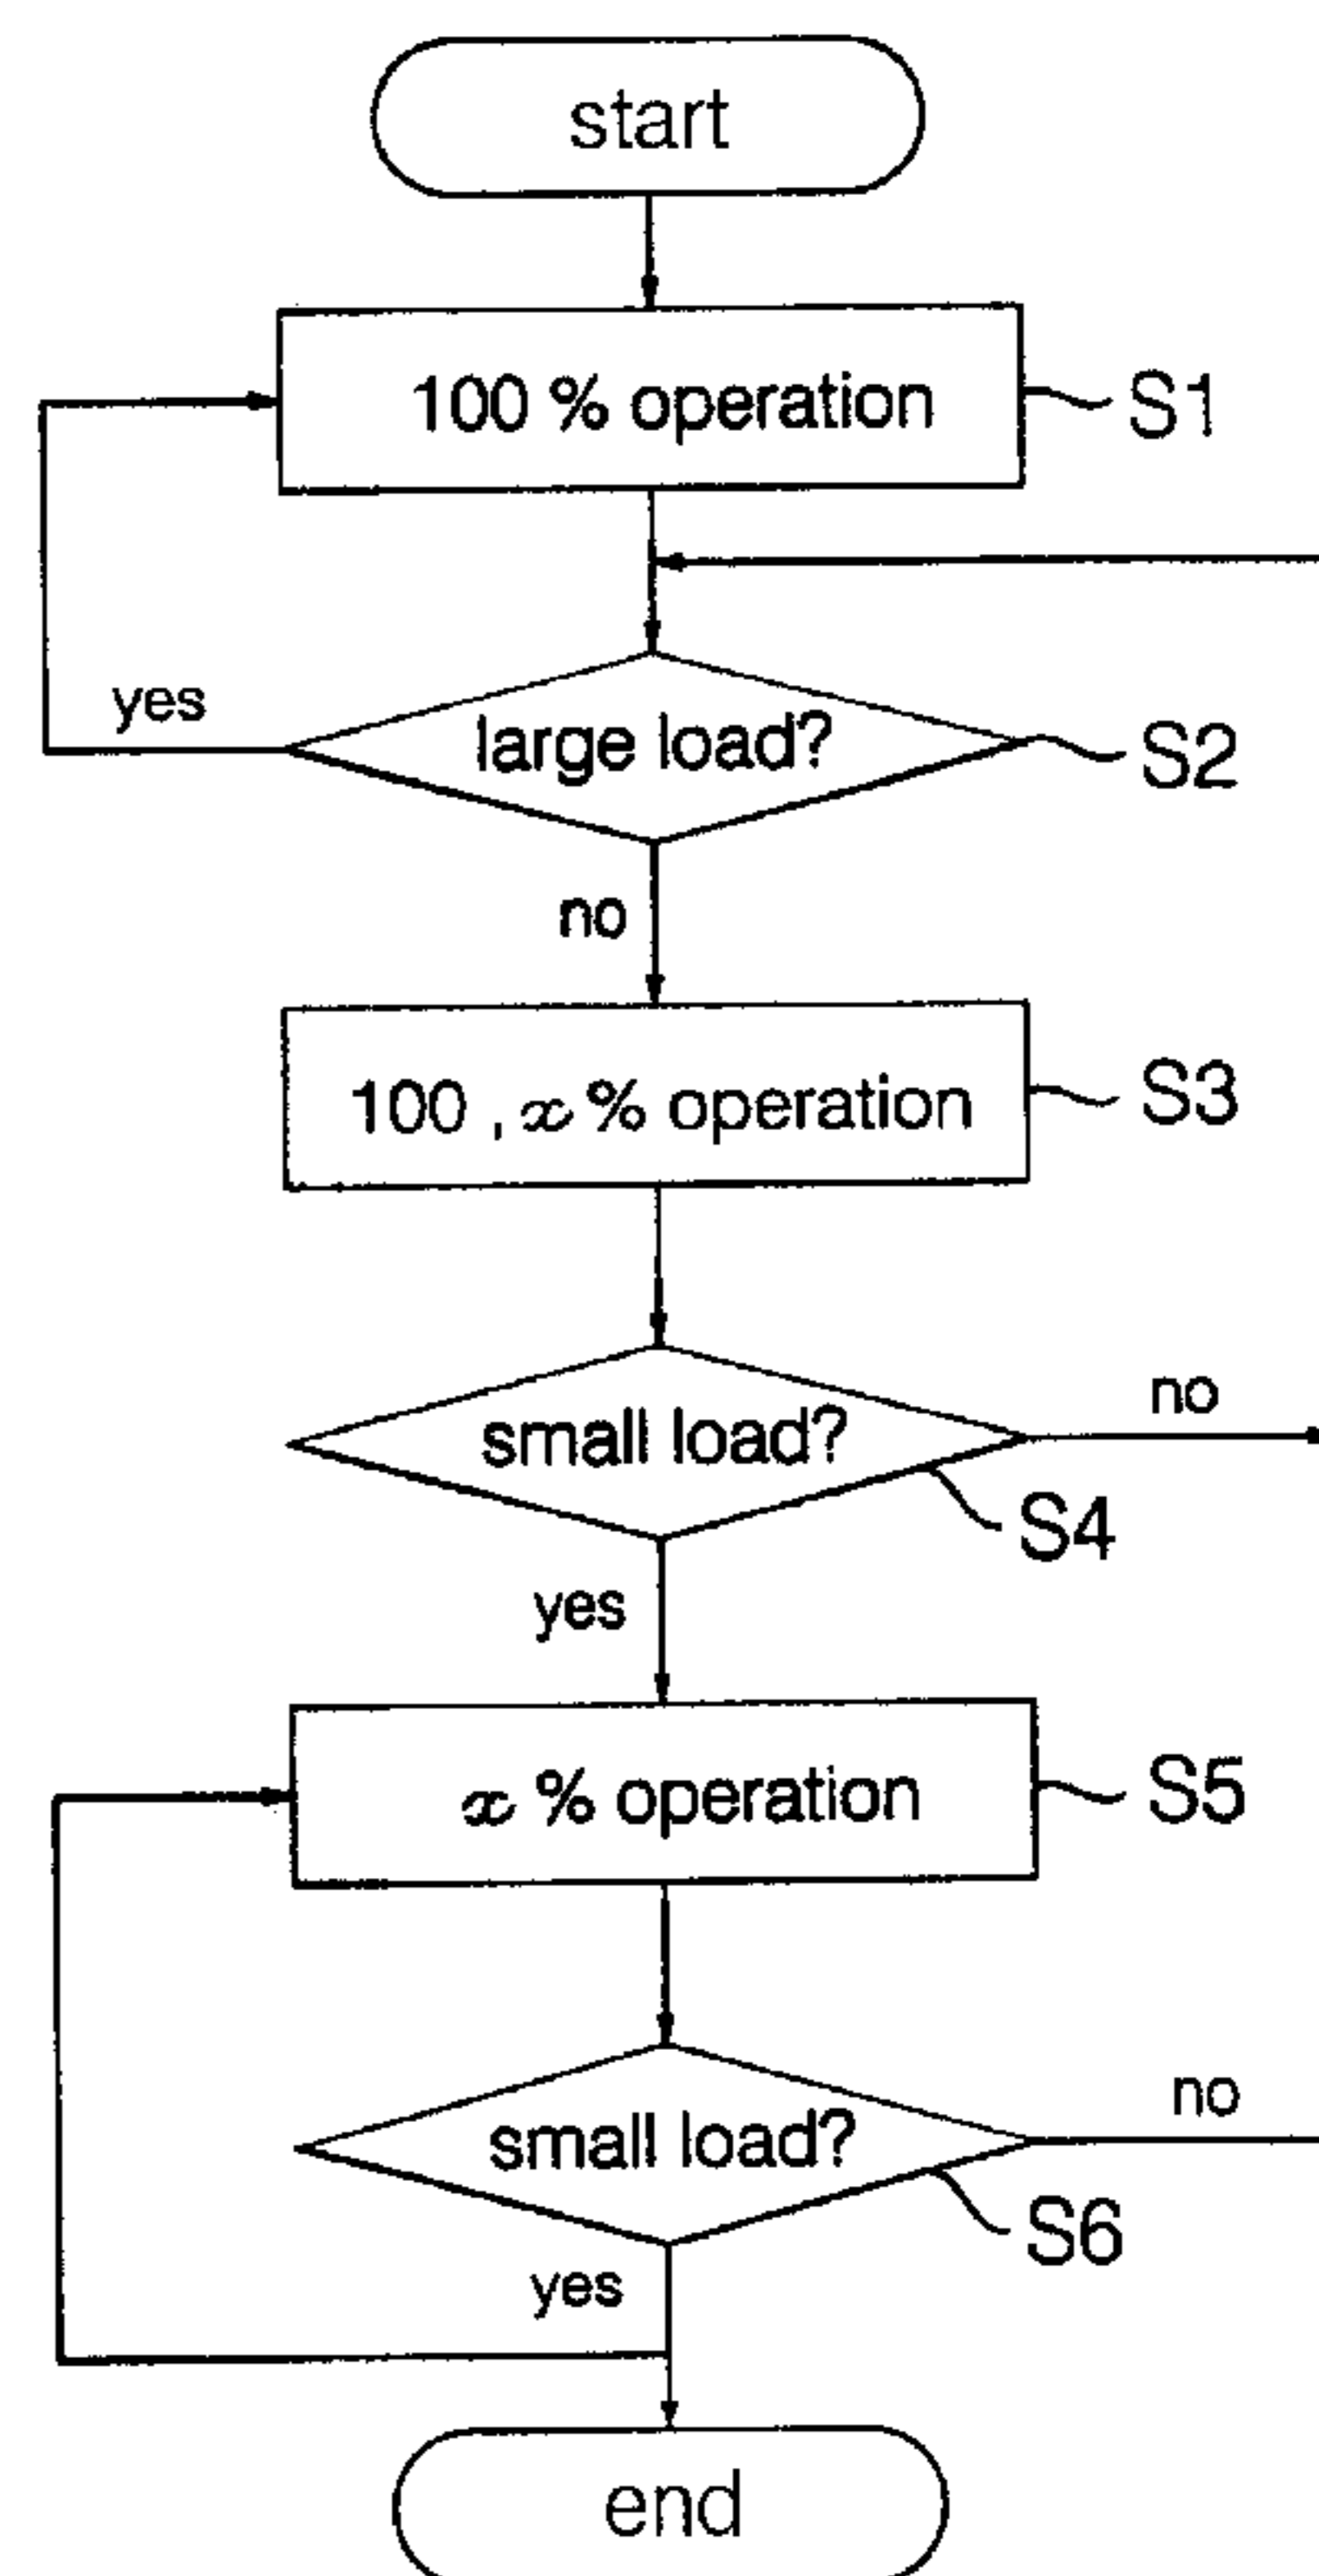 start
100 % operation
S1
yes
large load?
S2
no
100 , x % operation
S3
small load?
no
S4
yes
x % operation
S5
small load?
no
S6
yes
end